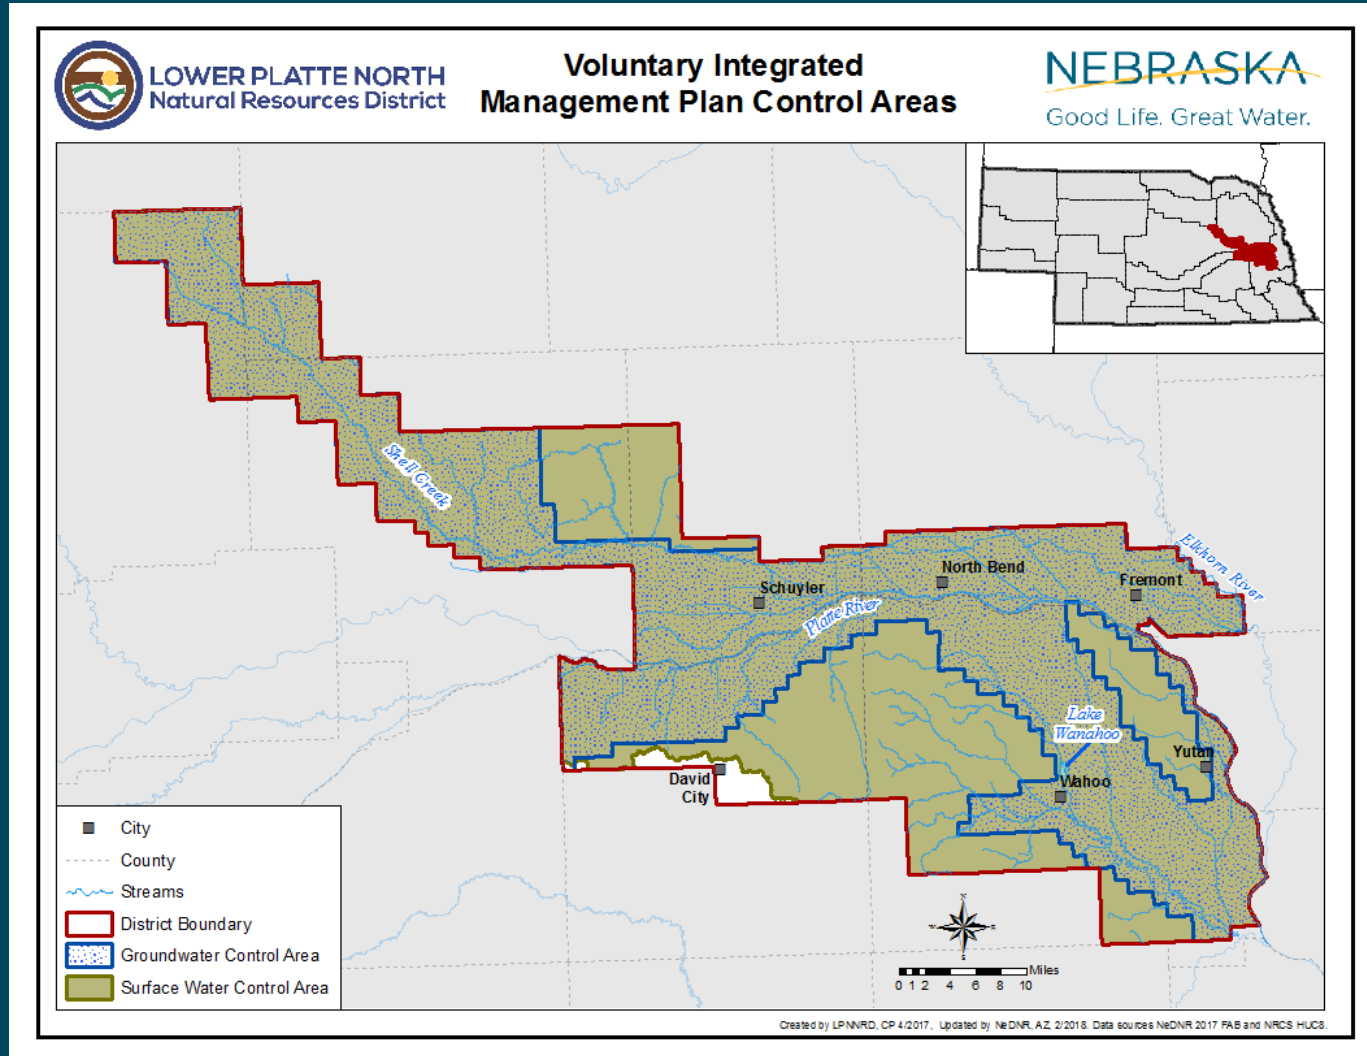 LOWER PLATTE NORTH
Natural Resources District
Voluntary Integrated
Management Plan Control Areas
NEBRASKA
Good Life. Great Water.
Shell Creek
Elkhorn River
North Bend
Fremont
Schuyler
Platte River
Lake
Wanahoo
Yutan
David
City
Wahoo
City
County
Streams
District Boundary
Groundwater Control Area
Surface Water Control Area
N
W
E
S
Miles
0 1 2 4 6 8 10
Created by LPNNRD, CP 4/2017, Updated by NeDNR, AZ, 2/2018. Data sources NeDNR 2017 FAB and NRCS HUC8.